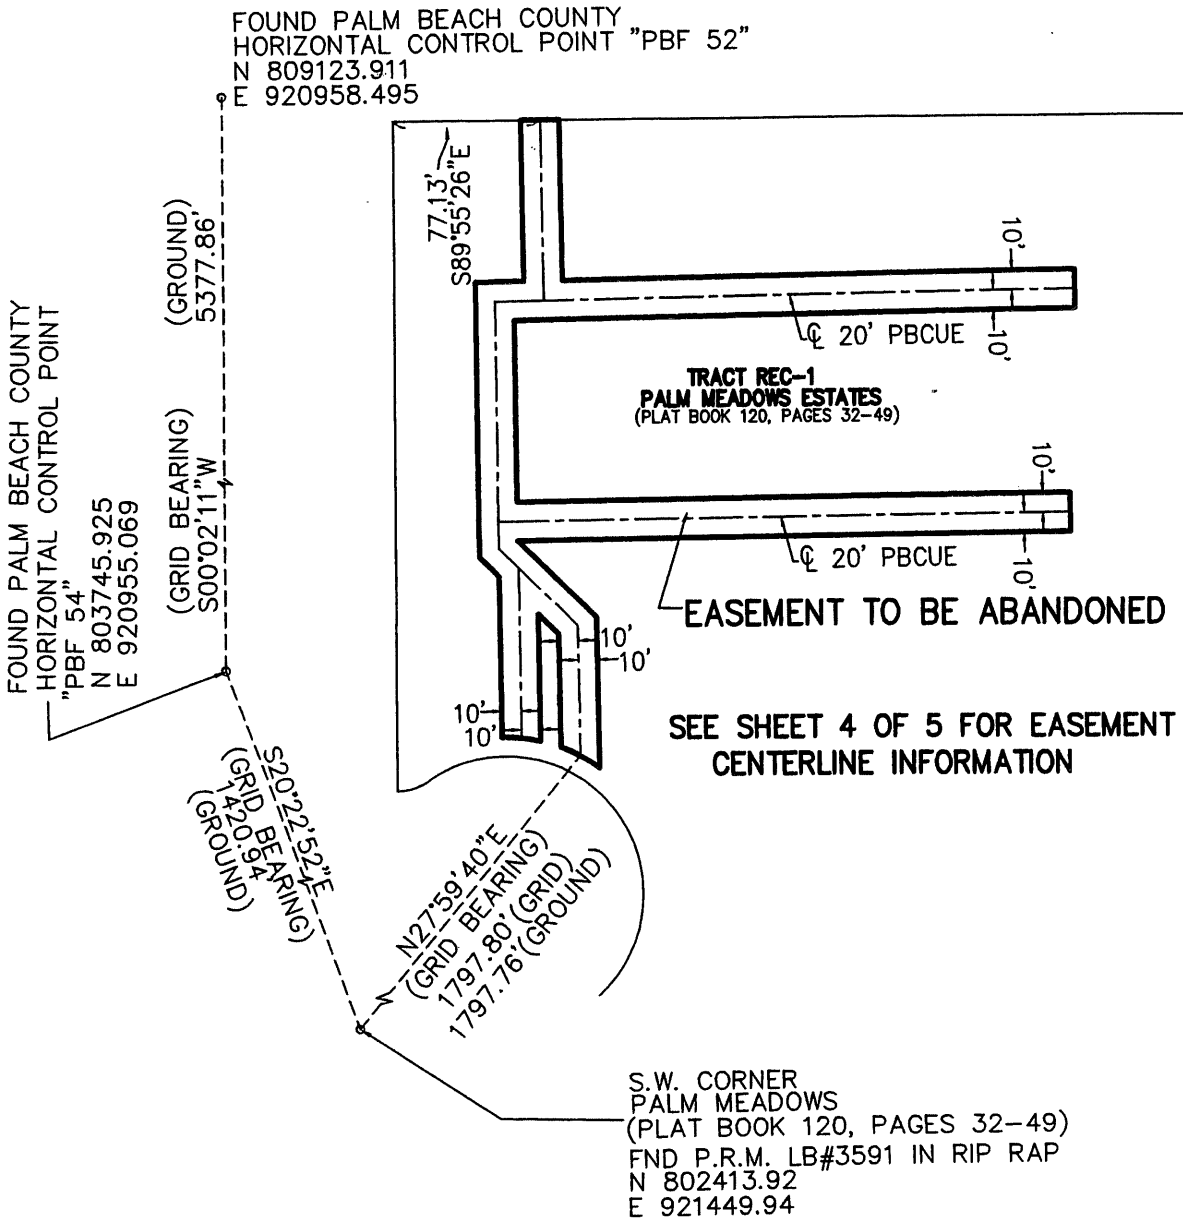 FOUND PALM BEACH COUNTY
HORIZONTAL CONTROL POINT "PBF 52"
N 809123.911
E 920958.495
77.13'
S89°55'26"E
(GROUND)
5377.86'
(GRID BEARING)
S00°02'11"W
FOUND PALM BEACH COUNTY
HORIZONTAL CONTROL POINT
"PBF 54"
N 803745.925
E 920955.069
10'
℄ 20' PBCUE
10'
TRACT REC-1
PALM MEADOWS ESTATES
(PLAT BOOK 120, PAGES 32-49)
10'
℄ 20' PBCUE
10'
EASEMENT TO BE ABANDONED
10'
10'
10'
10'
SEE SHEET 4 OF 5 FOR EASEMENT
CENTERLINE INFORMATION
S20°22'52"E
(GRID BEARING)
1420.94'
(GROUND)
N27°59'40"E
(GRID BEARING)
1797.80'(GRID)
1797.76'(GROUND)
S.W. CORNER
PALM MEADOWS
(PLAT BOOK 120, PAGES 32-49)
FND P.R.M. LB#3591 IN RIP RAP
N 802413.92
E 921449.94